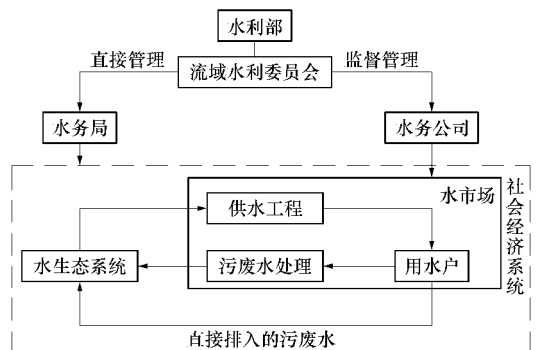 水利部
直接管理
流域水利委员会
监督管理
水务局
水务公司
水市场
社会经济系统
供水工程
水生态系统
污废水处理
用水户
直接排入的污废水